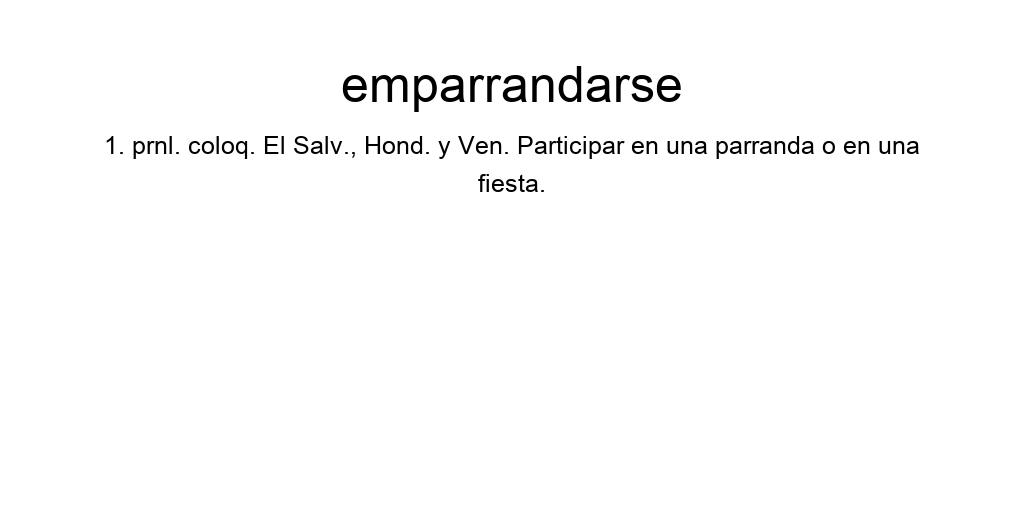 emparrandarse
1. prnl. coloq. El Salv., Hond. y Ven. Participar en una parranda o en una
fiesta.